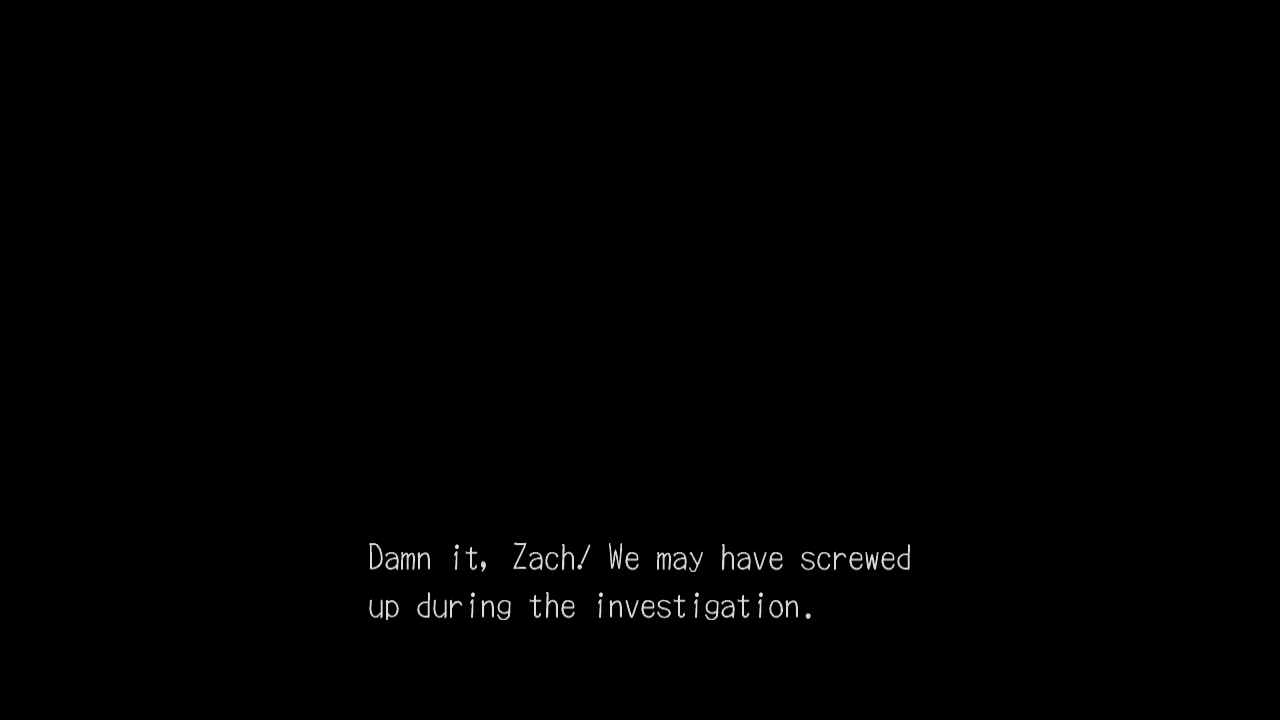 Damn it, Zach! We may have screwed
up during the investigation.